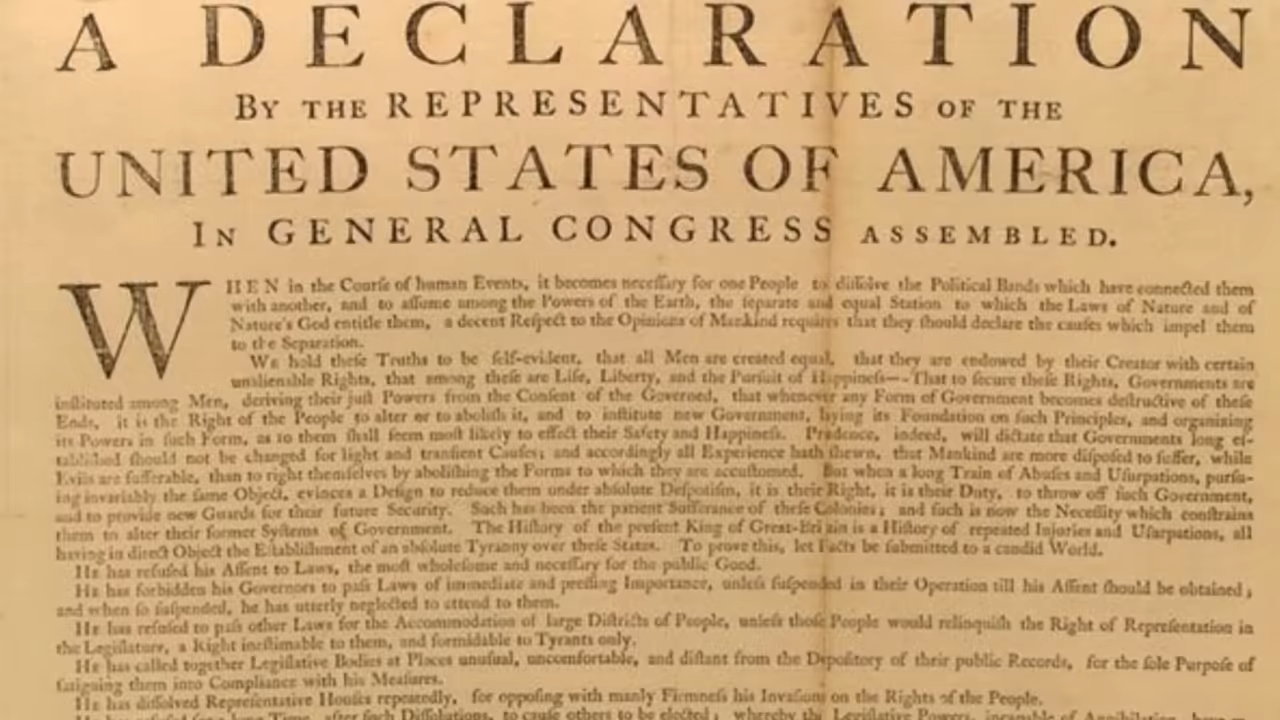 A DECLARATION
BY THE REPRESENTATIVES OF THE
UNITED STATES OF AMERICA,
IN GENERAL CONGRESS ASSEMBLED.
WHEN in the Courſe of human Events, it becomes neceſſary for one People to diſſolve the Political Bands which have connected them
with another, and to aſſume among the Powers of the Earth, the ſeparate and equal Station to which the Laws of Nature and of
Nature's God entitle them, a decent Reſpect to the Opinions of Mankind requires that they ſhould declare the cauſes which impel them
to the Separation.
We hold theſe Truths to be ſelf-evident, that all Men are created equal, that they are endowed by their Creator with certain
unalienable Rights, that among theſe are Life, Liberty, and the Purſuit of Happineſs—-That to ſecure theſe Rights, Governments are
inſtituted among Men, deriving their juſt Powers from the Conſent of the Governed, that whenever any Form of Government becomes deſtructive of theſe
Ends, it is the Right of the People to alter or to aboliſh it, and to inſtitute new Government, laying its Foundation on ſuch Principles, and organizing
its Powers in ſuch Form, as to them ſhall ſeem moſt likely to effect their Safety and Happineſs. Prudence, indeed, will dictate that Governments long eſ-
tabliſhed ſhould not be changed for light and tranſient Cauſes; and accordingly all Experience hath ſhewn, that Mankind are more diſpoſed to ſuffer, while
Evils are ſufferable, than to right themſelves by aboliſhing the Forms to which they are accuſtomed. But when a long Train of Abuſes and Uſurpations, purſu-
ing invariably the ſame Object, evinces a Deſign to reduce them under abſolute Deſpotiſm, it is their Right, it is their Duty, to throw off ſuch Government,
and to provide new Guards for their future Security. Such has been the patient Sufferance of theſe Colonies; and ſuch is now the Neceſſity which conſtrains
them to alter their former Syſtems of Government. The Hiſtory of the preſent King of Great-Britain is a Hiſtory of repeated Injuries and Uſurpations, all
having in direct Object the Eſtabliſhment of an abſolute Tyranny over theſe States. To prove this, let Facts be ſubmitted to a candid World.
HE has refuſed his Aſſent to Laws, the moſt wholeſome and neceſſary for the public Good.
HE has forbidden his Governors to paſs Laws of immediate and preſſing Importance, unleſs ſuſpended in their Operation till his Aſſent ſhould be obtained;
and when ſo ſuſpended, he has utterly neglected to attend to them.
HE has refuſed to paſs other Laws for the Accommodation of large Diſtricts of People, unleſs thoſe People would relinquiſh the Right of Repreſentation in
the Legiſlature, a Right ineſtimable to them, and formidable to Tyrants only.
HE has called together Legiſlative Bodies at Places unuſual, uncomfortable, and diſtant from the Depoſitory of their public Records, for the ſole Purpoſe of
fatiguing them into Compliance with his Meaſures.
HE has diſſolved Repreſentative Houſes repeatedly, for oppoſing with manly Firmneſs his Invaſions on the Rights of the People.
HE has refuſed for a long Time, after ſuch Diſſolutions, to cauſe others to be elected; whereby the Legiſlative Powers, incapable of Annihilation, have